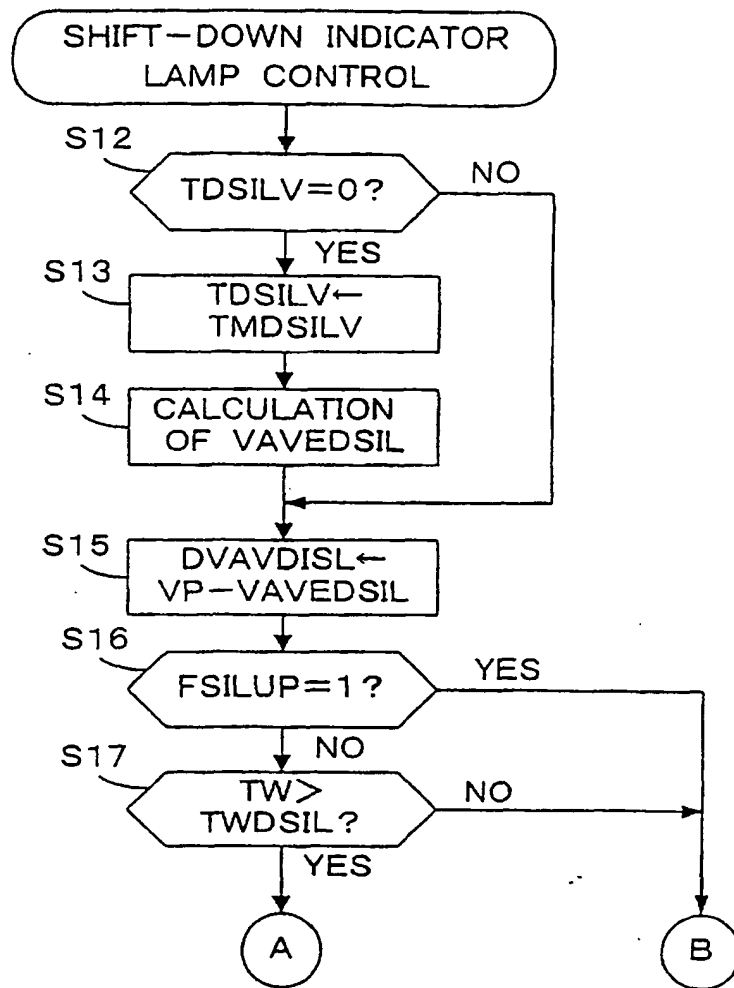 SHIFT-DOWN INDICATOR
LAMP CONTROL
S12
TDSILV=0?
NO
YES
S13
TDSILV←
TMDSILV
S14
CALCULATION
OF VAVEDSIL
S15
DVAVDISL←
VP-VAVEDSIL
S16
FSILUP=1?
YES
NO
S17
TW>
TWDSIL?
NO
YES
A
B